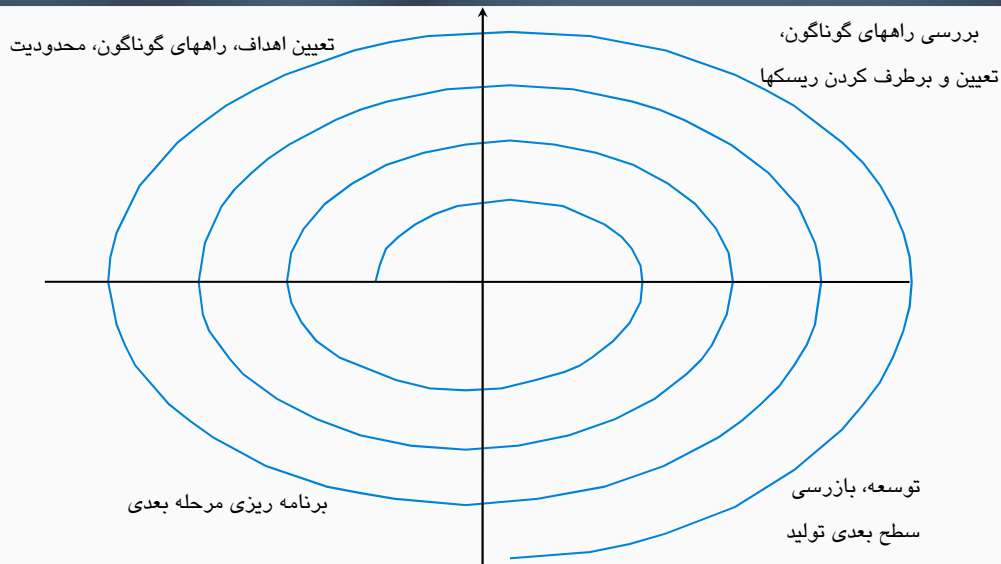 بررسی راههای گوناگون،
تعیین و برطرف کردن ریسکها
تعیین اهداف، راههای گوناگون، محدودیت
توسعه، بازرسی
سطح بعدی تولید
برنامه ریزی مرحله بعدی